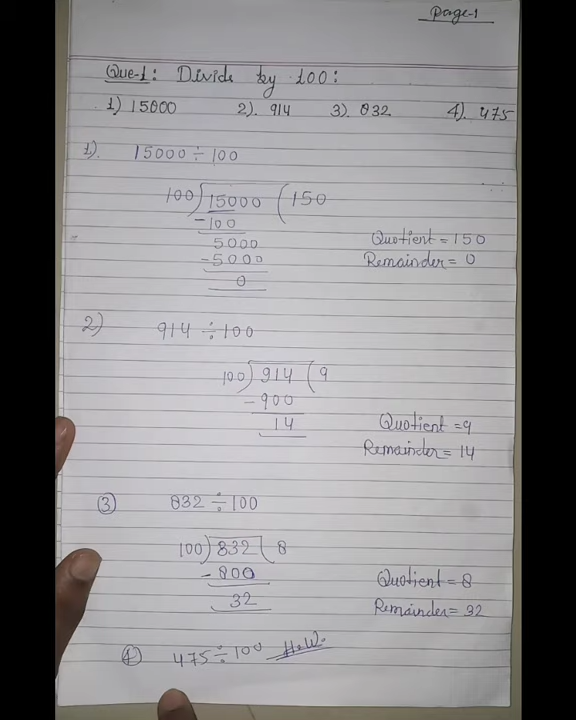 Page-1
Que-1: Divide by 100:
1) 15000 2). 914 3). 832 4). 475
1). 15000 ÷ 100
100)15000(150
-100
5000
Quotient = 150
-5000
Remainder = 0
0
2) 914 ÷ 100
100)914(9
-900
14
Quotient = 9
Remainder = 14
3 832 ÷ 100
100)832(8
-800
Quotient = 8
32
Remainder = 32
4 475 ÷ 100 H.W.